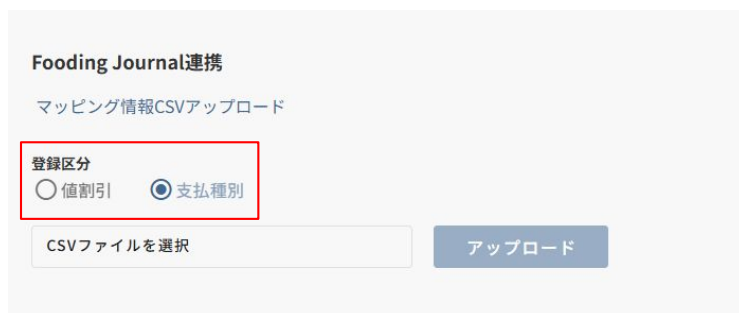 Fooding Journal連携
マッピング情報CSVアップロード
登録区分
値割引 支払種別
CSVファイルを選択 アップロード